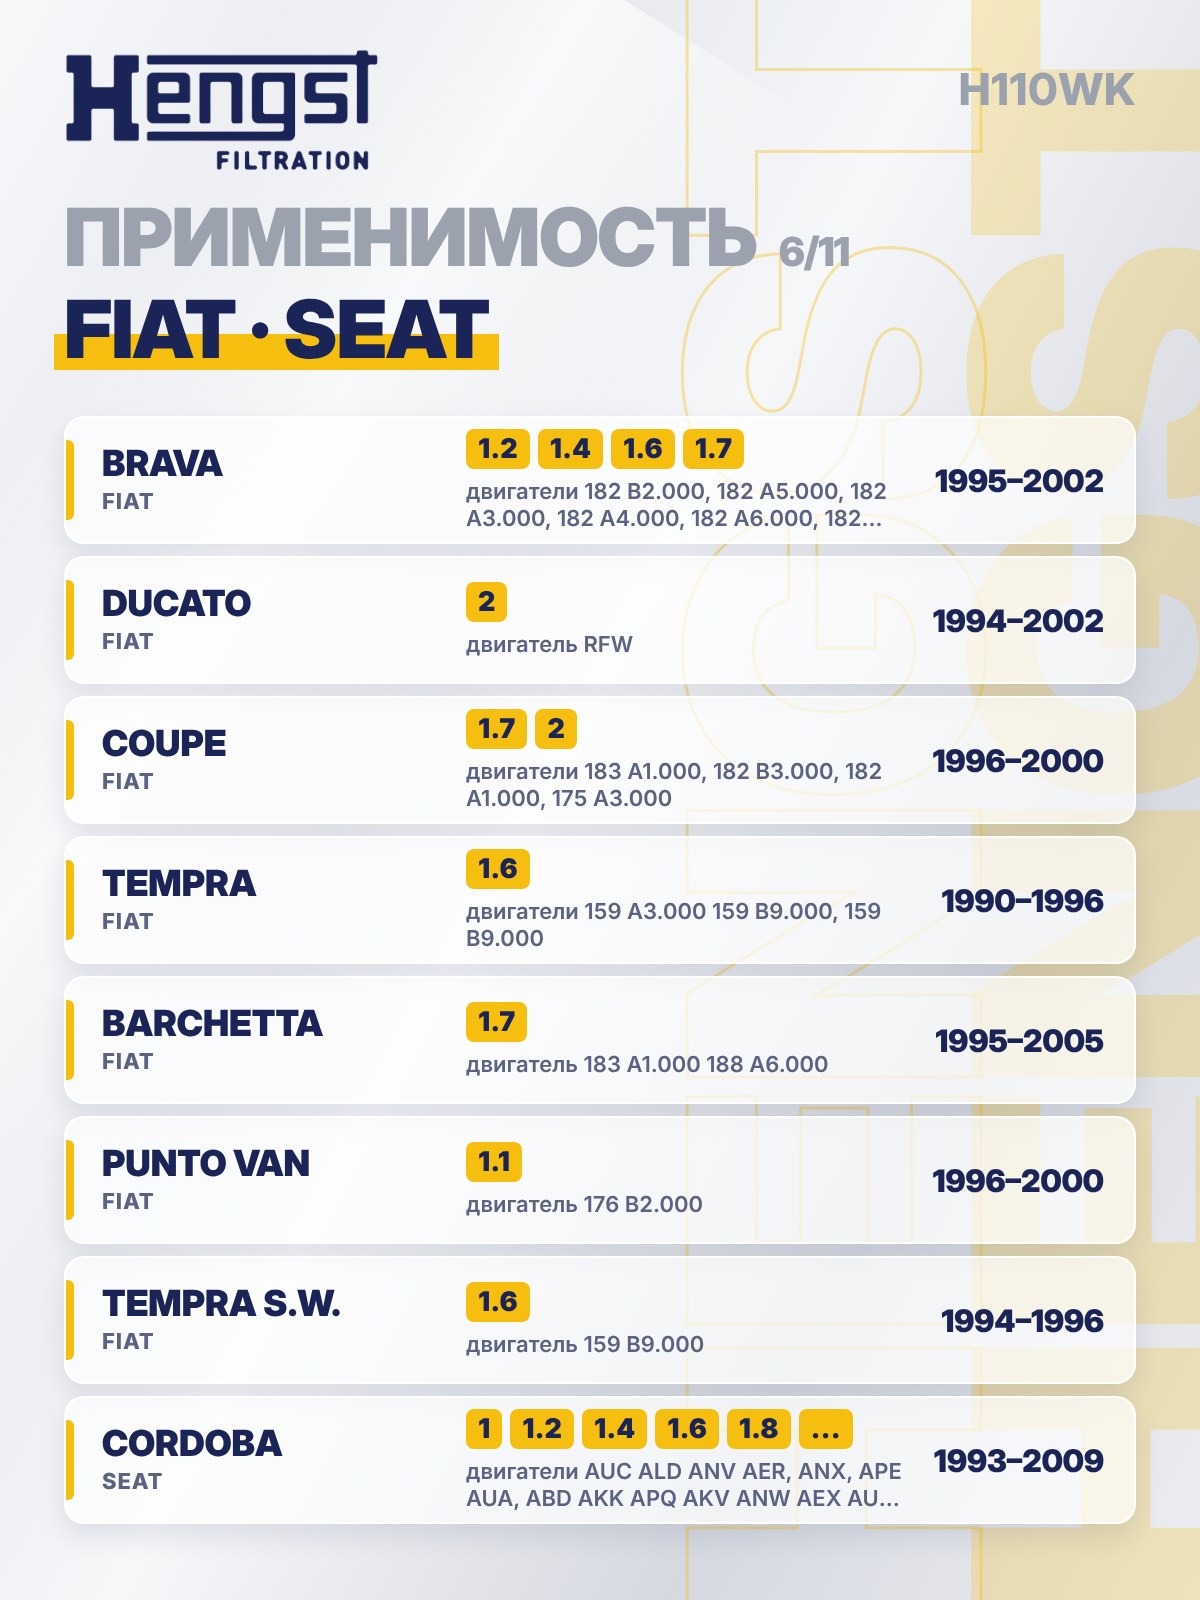 Hengst
FILTRATION
H110WK
ПРИМЕНИМОСТЬ 6/11
FIAT · SEAT
BRAVA
FIAT
1.2 1.4 1.6 1.7
двигатели 182 B2.000, 182 A5.000, 182
A3.000, 182 A4.000, 182 A6.000, 182...
1995–2002
DUCATO
FIAT
2
двигатель RFW
1994–2002
COUPE
FIAT
1.7 2
двигатели 183 A1.000, 182 B3.000, 182
A1.000, 175 A3.000
1996–2000
TEMPRA
FIAT
1.6
двигатели 159 A3.000 159 B9.000, 159
B9.000
1990–1996
BARCHETTA
FIAT
1.7
двигатель 183 A1.000 188 A6.000
1995–2005
PUNTO VAN
FIAT
1.1
двигатель 176 B2.000
1996–2000
TEMPRA S.W.
FIAT
1.6
двигатель 159 B9.000
1994–1996
CORDOBA
SEAT
1 1.2 1.4 1.6 1.8 ...
двигатели AUC ALD ANV AER, ANX, APE
AUA, ABD AKK APQ AKV ANW AEX AU...
1993–2009
HENGST